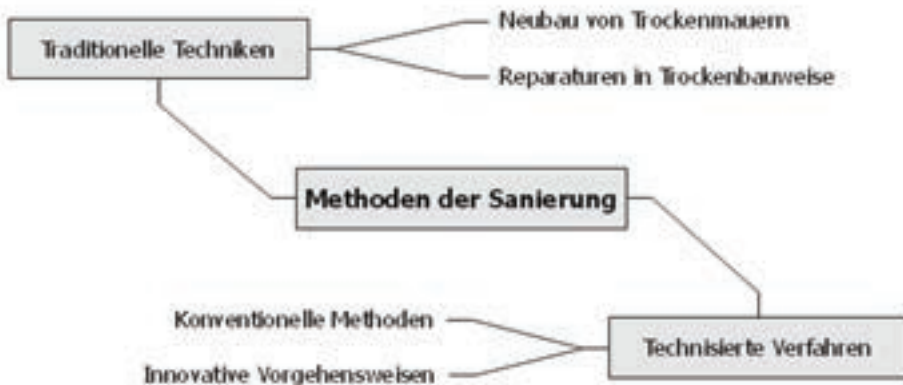 Neubau von Trockenmauern
Traditionelle Techniken
Reparaturen in Trockenbauweise
Methoden der Sanierung
Konventionelle Methoden
Technisierte Verfahren
Innovative Vorgehensweisen